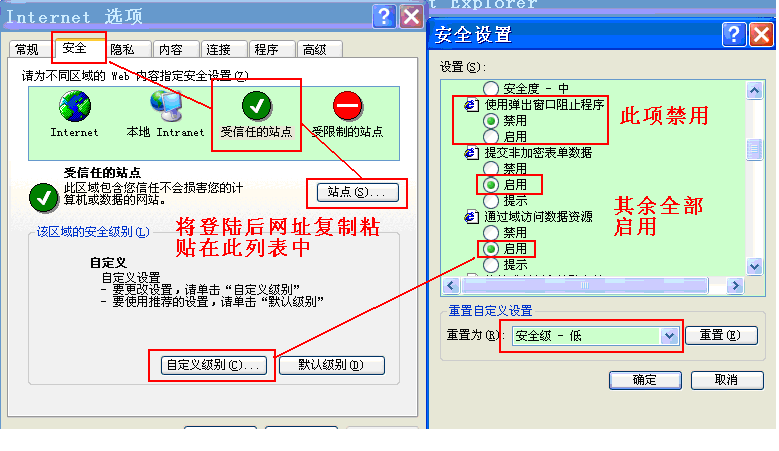 Internet 选项
常规 安全 隐私 内容 连接 程序 高级
请为不同区域的 Web 内容指定安全设置(Z)
Internet 本地 Intranet 受信任的站点 受限制的站点
受信任的站点
此区域包含您信任不会损害您的计
算机或数据的网站。
站点(S)...
将登陆后网址复制粘
贴在此列表中
该区域的安全级别(L)
自定义
自定义设置
- 要更改设置，请单击“自定义级别”
- 要使用推荐的设置，请单击“默认级别”
自定义级别(C)... 默认级别(D)
t Explorer
安全设置
设置(S):
安全度 - 中
使用弹出窗口阻止程序
禁用
启用
此项禁用
提交非加密表单数据
禁用
启用
提示
其余全部
启用
通过域访问数据资源
禁用
启用
提示
重置自定义设置
重置为(R): 安全级 - 低 重置(E)
确定 取消